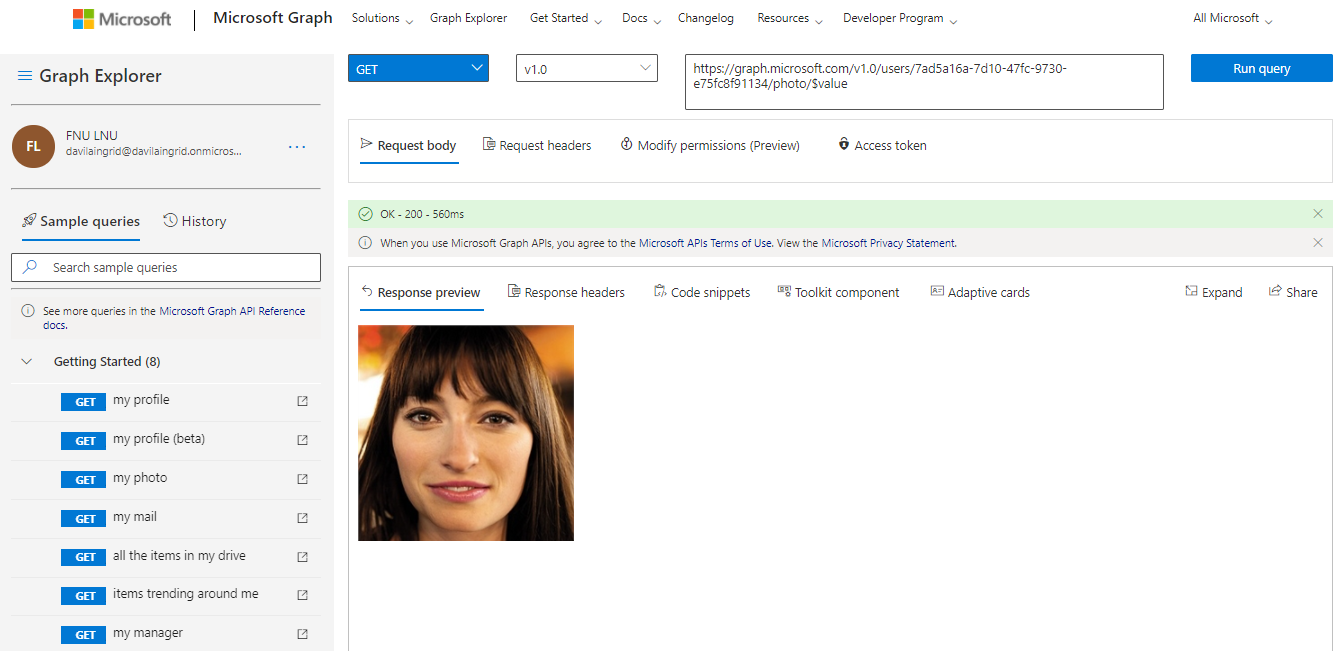 Microsoft
Microsoft Graph
Solutions
Graph Explorer
Get Started
Docs
Changelog
Resources
Developer Program
All Microsoft
Graph Explorer
FL
FNU LNU
davilaingrid@davilaingrid.onmicros...
Sample queries
History
Search sample queries
See more queries in the Microsoft Graph API Reference
docs.
Getting Started (8)
GET my profile
GET my profile (beta)
GET my photo
GET my mail
GET all the items in my drive
GET items trending around me
GET my manager
GET
v1.0
https://graph.microsoft.com/v1.0/users/7ad5a16a-7d10-47fc-9730-
e75fc8f91134/photo/$value
Run query
Request body
Request headers
Modify permissions (Preview)
Access token
OK - 200 - 560ms
When you use Microsoft Graph APIs, you agree to the Microsoft APIs Terms of Use. View the Microsoft Privacy Statement.
Response preview
Response headers
Code snippets
Toolkit component
Adaptive cards
Expand
Share